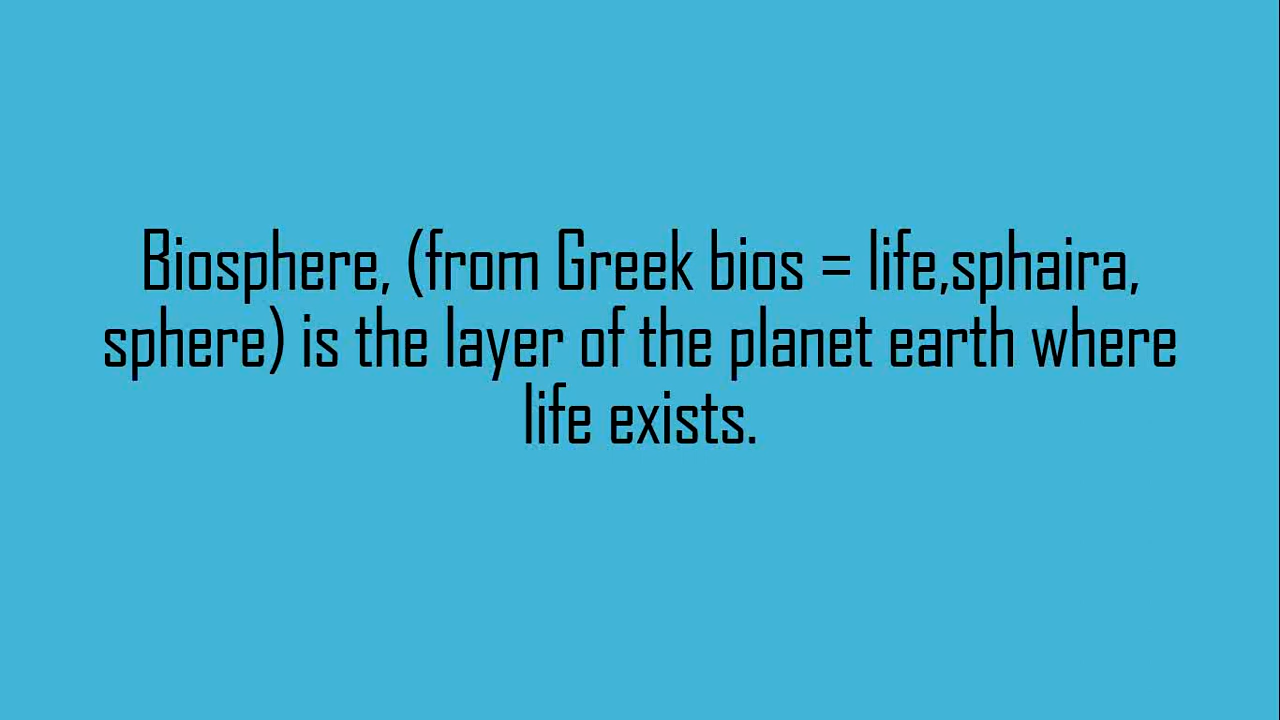 Biosphere, (from Greek bios = life,sphaira,
sphere) is the layer of the planet earth where
life exists.